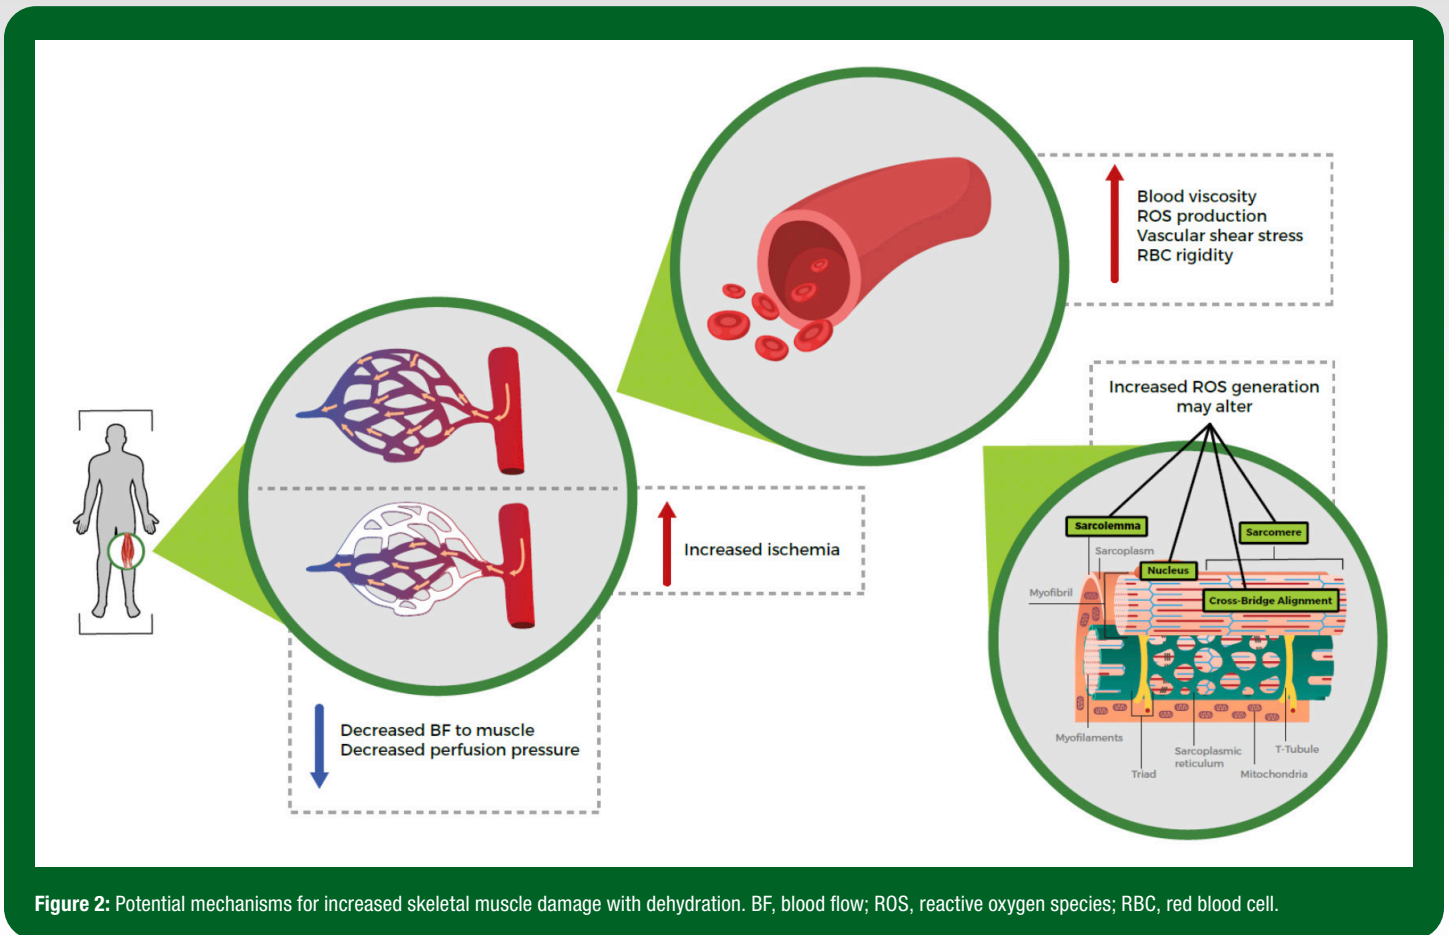 Blood viscosity
ROS production
Vascular shear stress
RBC rigidity
Increased ischemia
Decreased BF to muscle
Decreased perfusion pressure
Increased ROS generation
may alter
Sarcolemma
Sarcomere
Sarcoplasm
Nucleus
Myofibril
Cross-Bridge Alignment
Myofilaments
Triad
Sarcoplasmic
reticulum
Mitochondria
T-Tubule
Figure 2: Potential mechanisms for increased skeletal muscle damage with dehydration. BF, blood flow; ROS, reactive oxygen species; RBC, red blood cell.